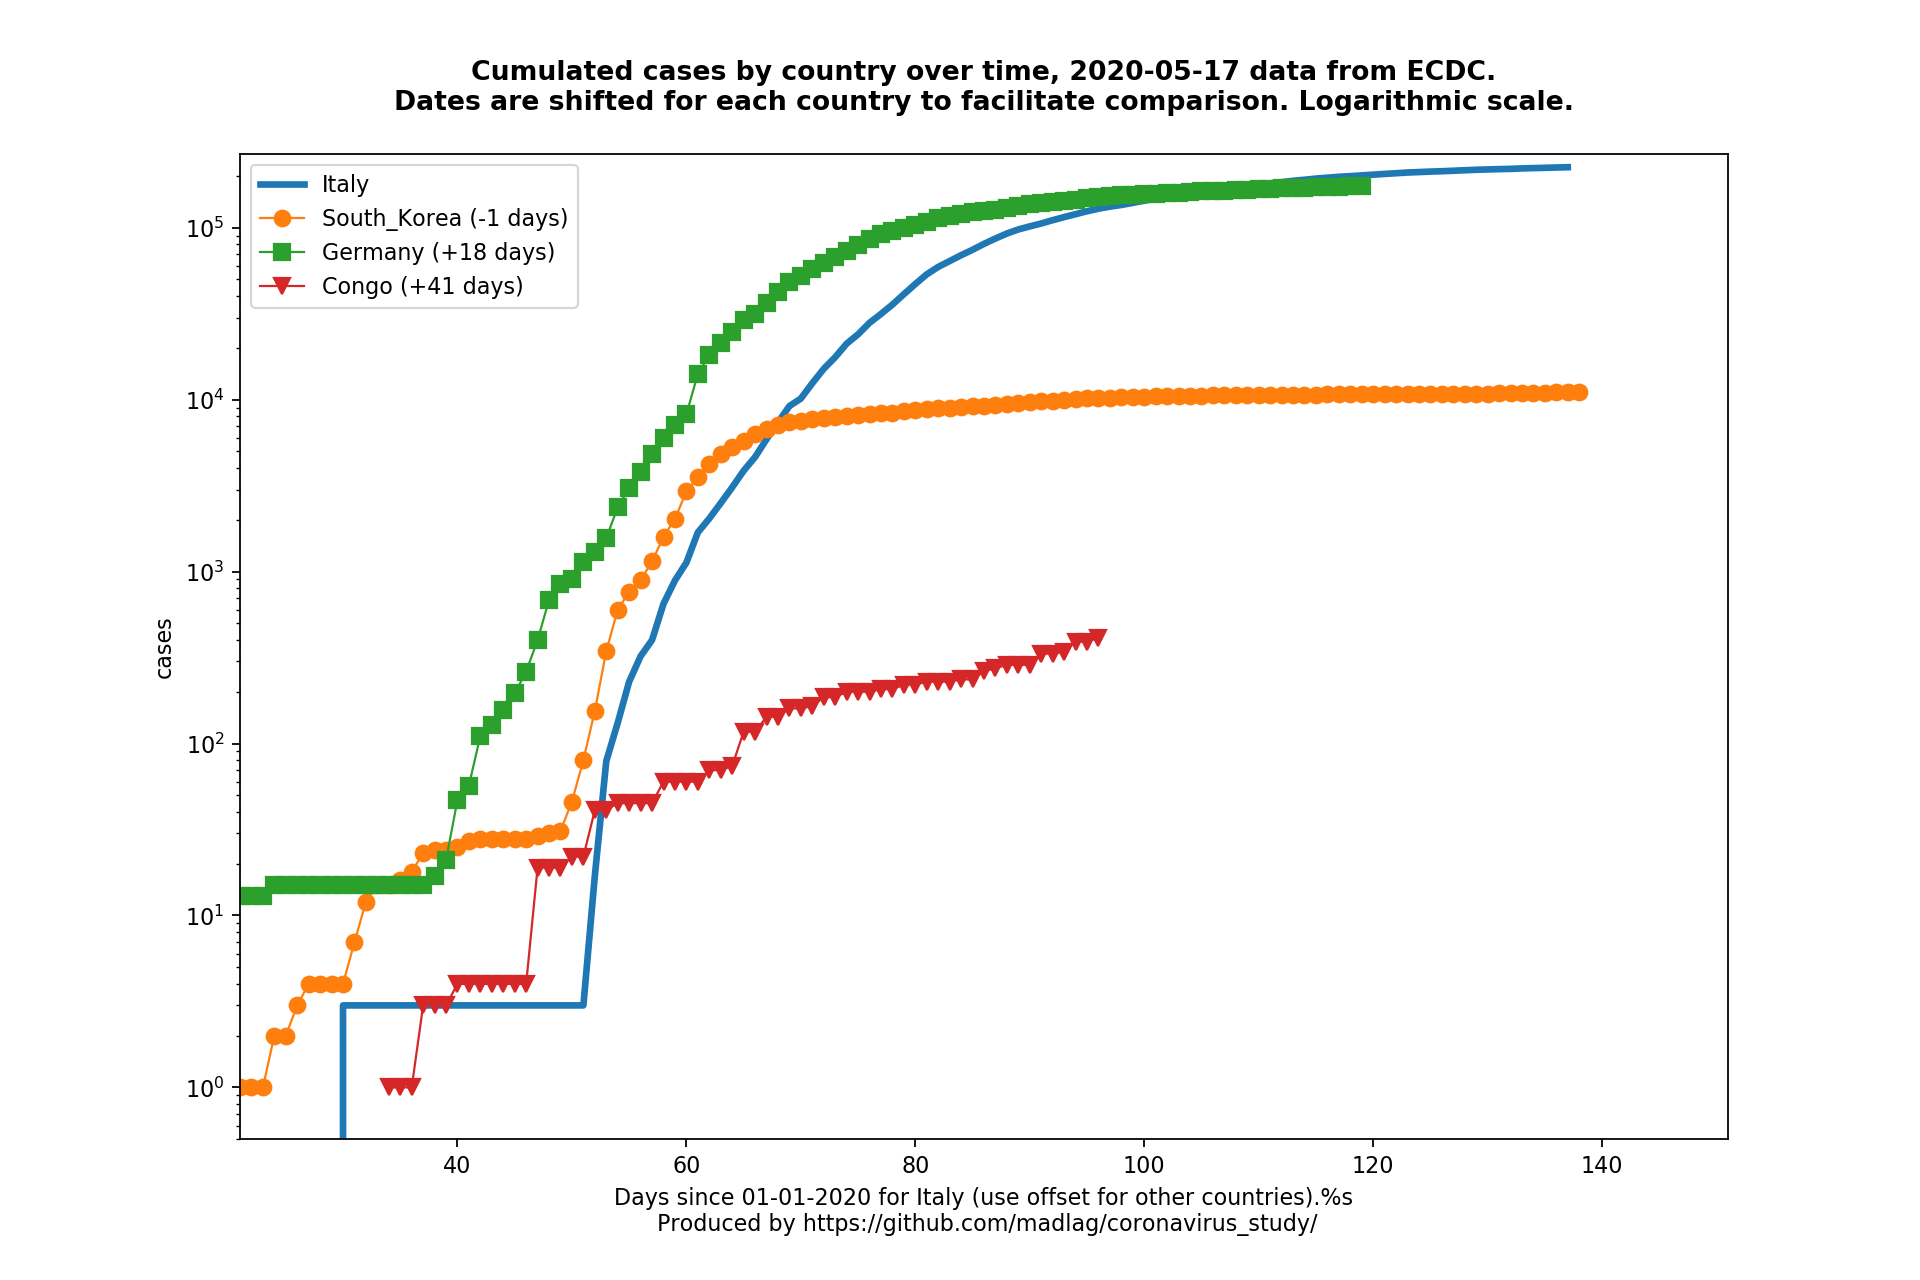 Cumulated cases by country over time, 2020-05-17 data from ECDC.
Dates are shifted for each country to facilitate comparison. Logarithmic scale.
Italy
South_Korea (-1 days)
Germany (+18 days)
Congo (+41 days)
10^5
10^4
10^3
10^2
10^1
10^0
cases
40 60 80 100 120 140
Days since 01-01-2020 for Italy (use offset for other countries).%s
Produced by https://github.com/madlag/coronavirus_study/